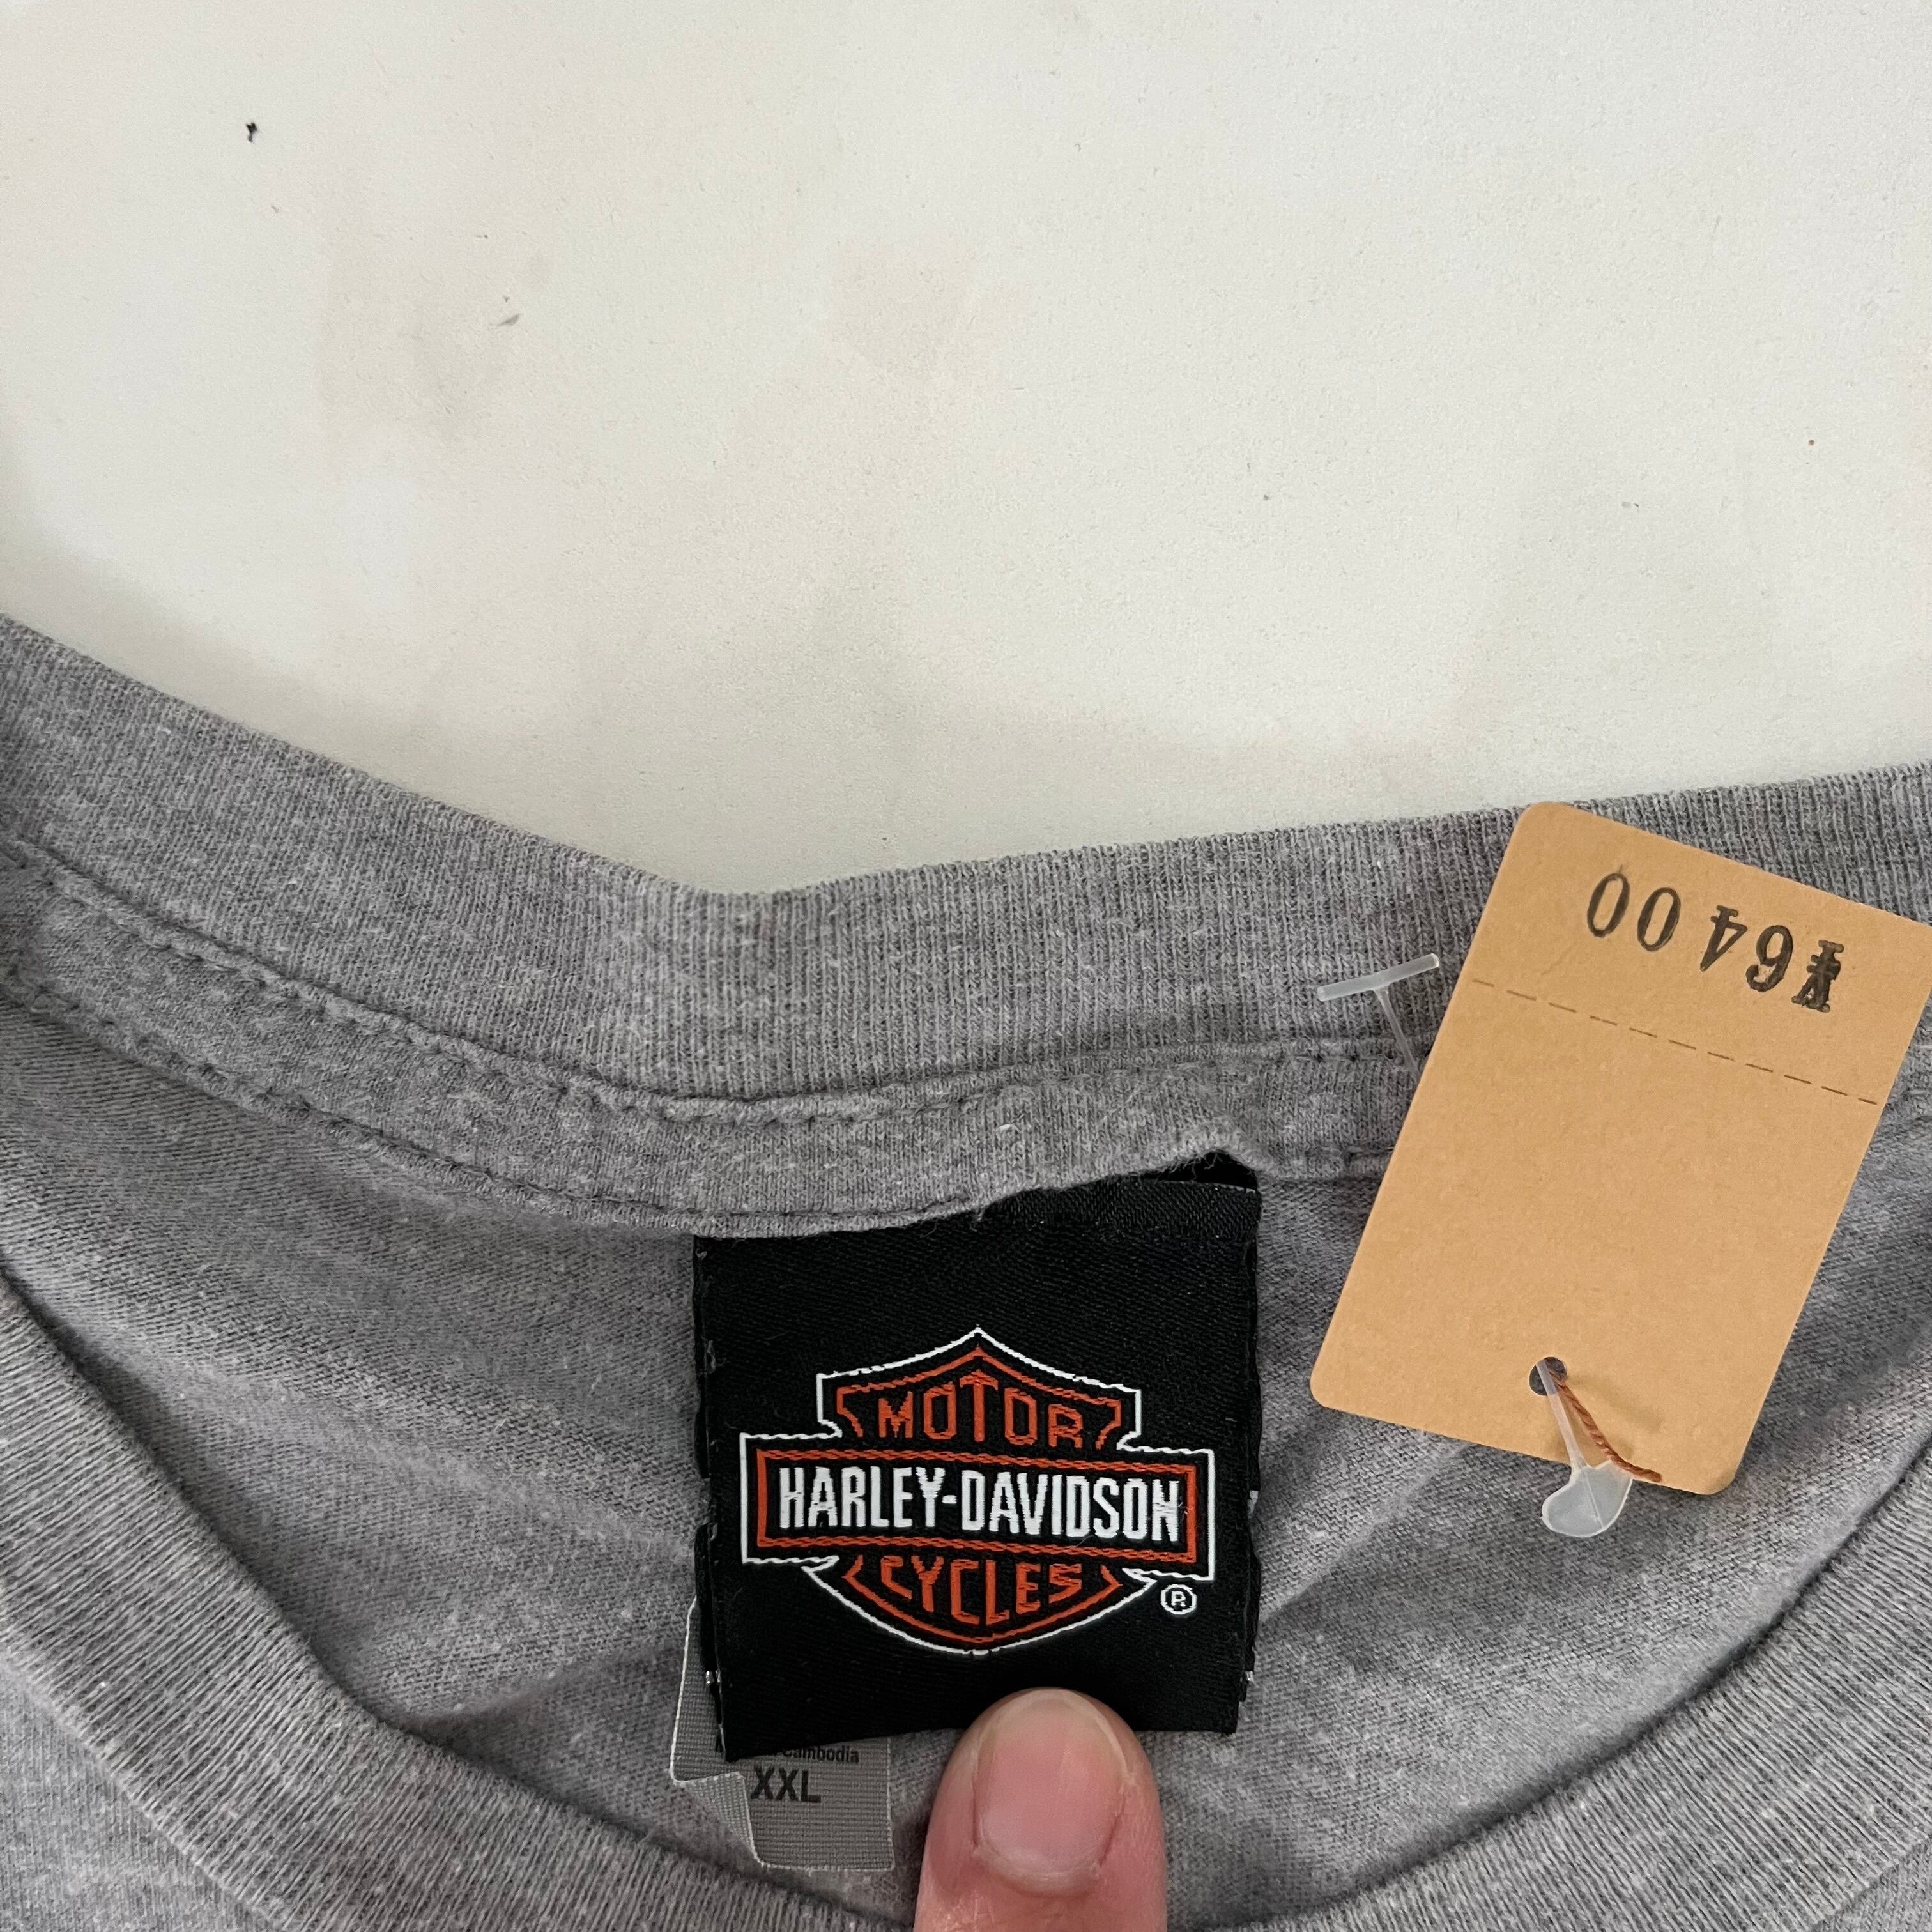 ¥6400
MOTOR
HARLEY-DAVIDSON
CYCLES
®
Cambodia
XXL